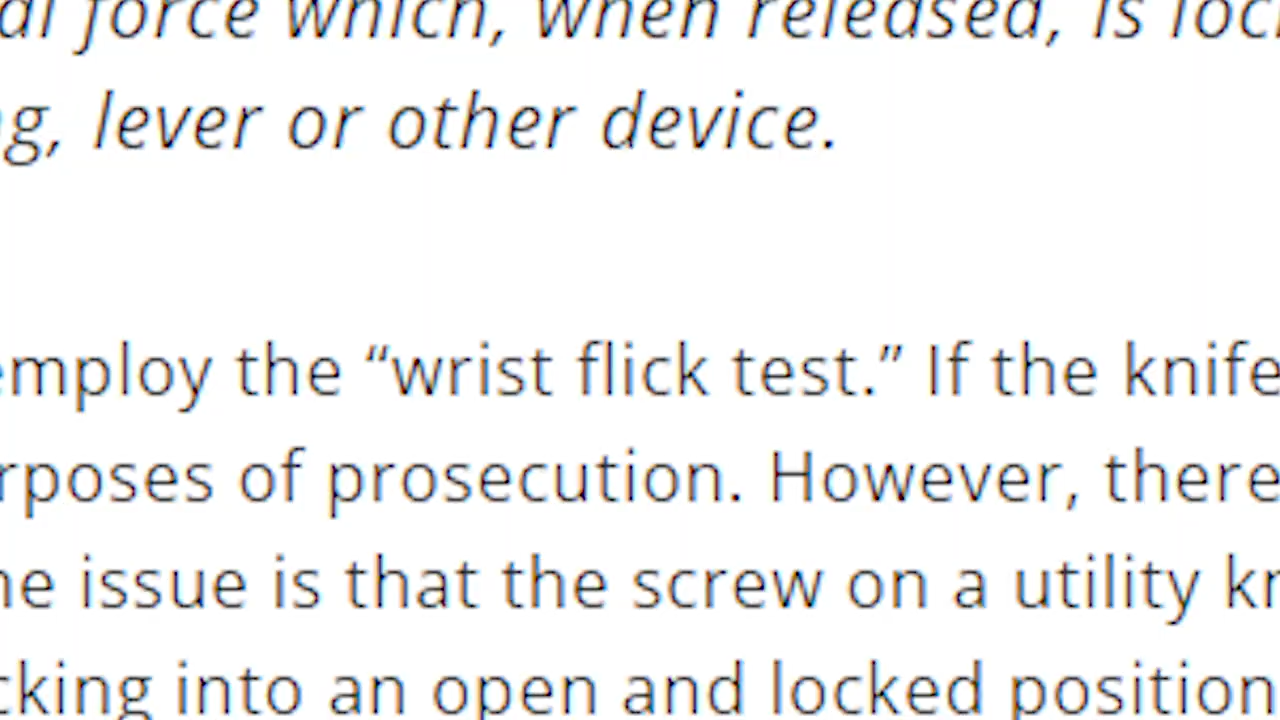 al force which, when released, is loc
g, lever or other device.
employ the “wrist flick test.” If the knife
rposes of prosecution. However, there
he issue is that the screw on a utility kn
cking into an open and locked position